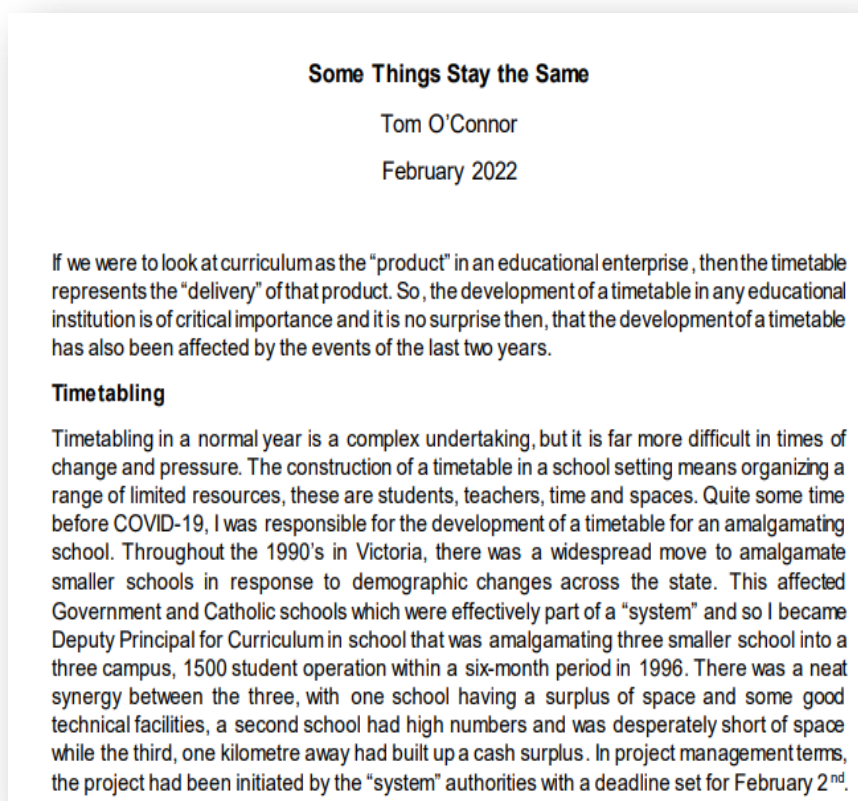 Some Things Stay the Same
Tom O'Connor
February 2022
If we were to look at curriculum as the “product” in an educational enterprise, then the timetable
represents the “delivery” of that product. So, the development of a timetable in any educational
institution is of critical importance and it is no surprise then, that the development of a timetable
has also been affected by the events of the last two years.
Timetabling
Timetabling in a normal year is a complex undertaking, but it is far more difficult in times of
change and pressure. The construction of a timetable in a school setting means organizing a
range of limited resources, these are students, teachers, time and spaces. Quite some time
before COVID-19, I was responsible for the development of a timetable for an amalgamating
school. Throughout the 1990's in Victoria, there was a widespread move to amalgamate
smaller schools in response to demographic changes across the state. This affected
Government and Catholic schools which were effectively part of a “system” and so I became
Deputy Principal for Curriculum in school that was amalgamating three smaller school into a
three campus, 1500 student operation within a six-month period in 1996. There was a neat
synergy between the three, with one school having a surplus of space and some good
technical facilities, a second school had high numbers and was desperately short of space
while the third, one kilometre away had built up a cash surplus. In project management terms,
the project had been initiated by the “system” authorities with a deadline set for February 2nd.